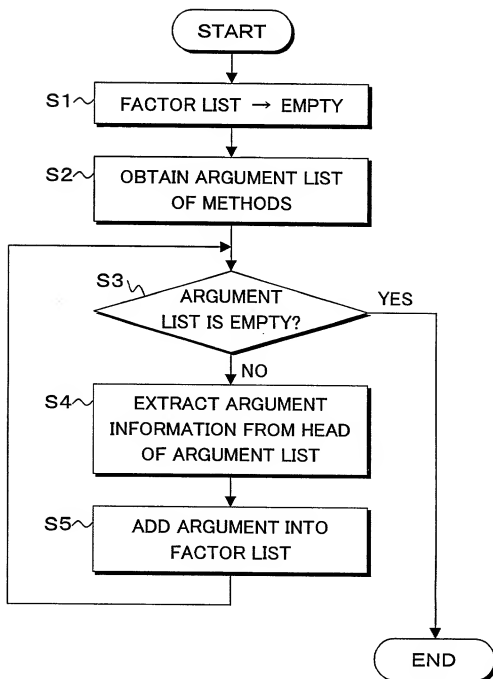 START
S1
FACTOR LIST → EMPTY
S2
OBTAIN ARGUMENT LIST
OF METHODS
S3
ARGUMENT
LIST IS EMPTY?
YES
NO
S4
EXTRACT ARGUMENT
INFORMATION FROM HEAD
OF ARGUMENT LIST
S5
ADD ARGUMENT INTO
FACTOR LIST
END